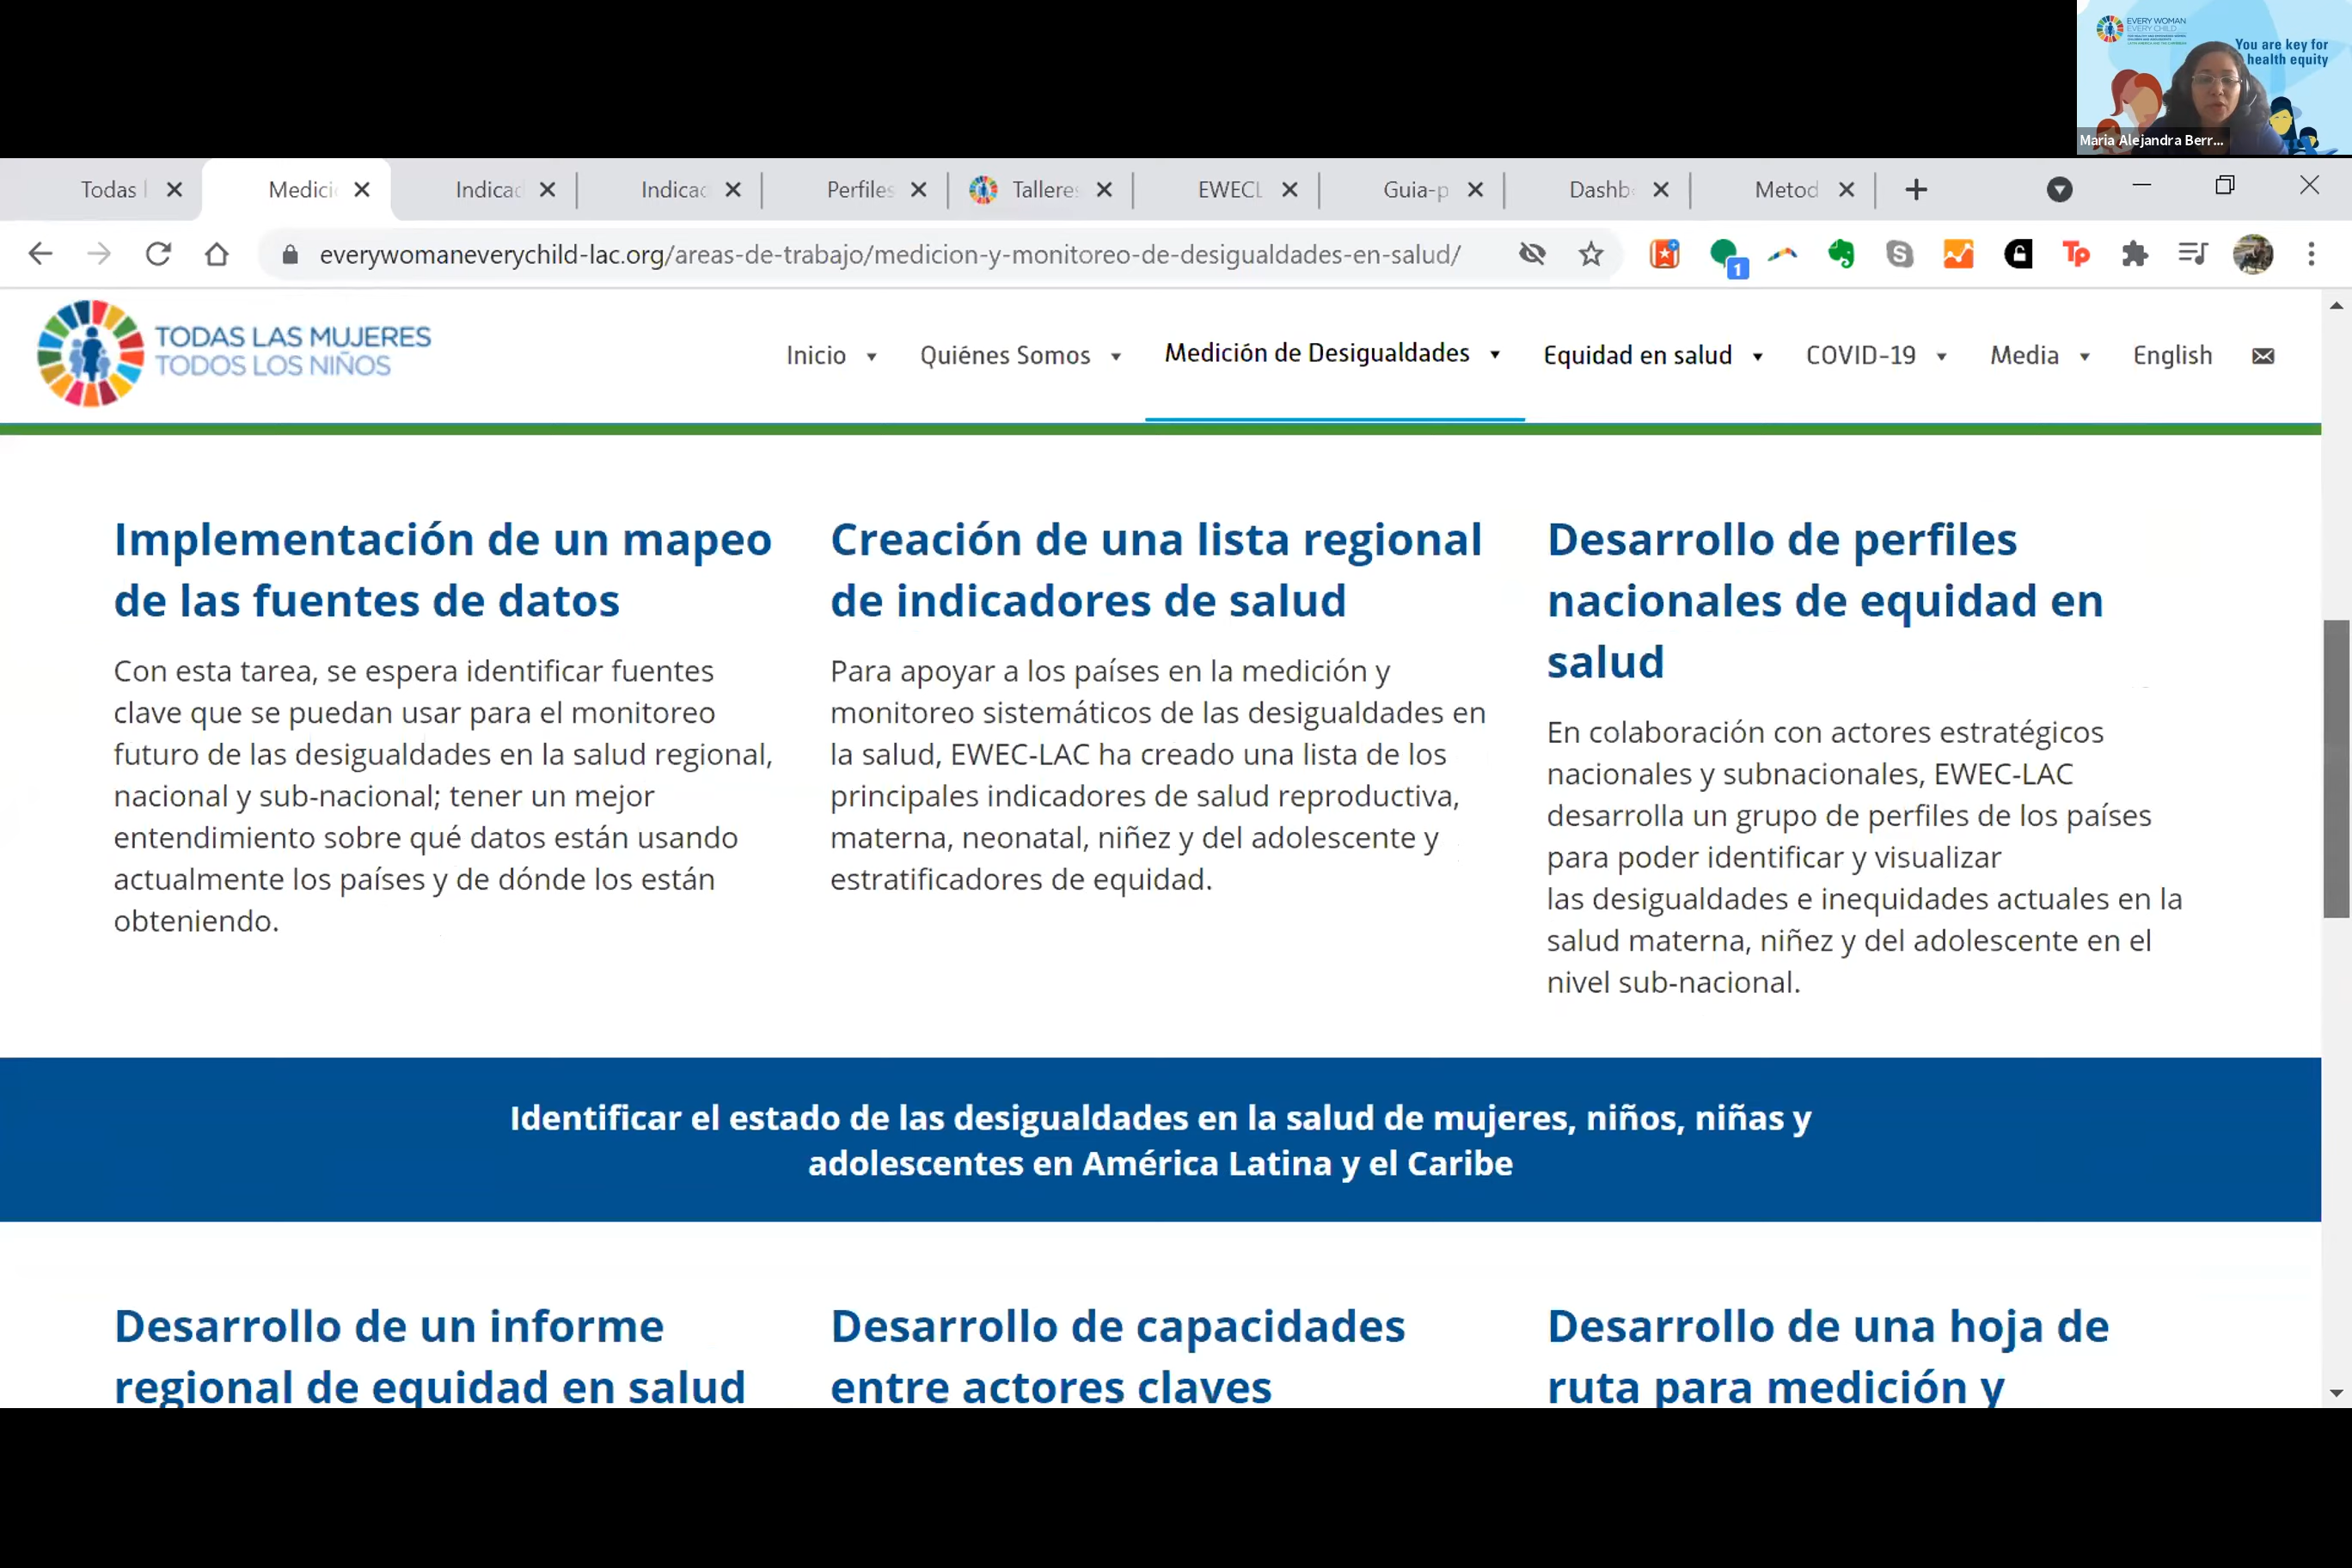 EVERY WOMAN
EVERY CHILD
You are key for
health equity
Maria Alejandra Berr...
Todas
Medici
Indicad
Indicac
Perfiles
Talleres
EWECL
Guia-p
Dashb
Metod
everywomaneverychild-lac.org/areas-de-trabajo/medicion-y-monitoreo-de-desigualdades-en-salud/
1
Tp
TODAS LAS MUJERES
TODOS LOS NIÑOS
Inicio
Quiénes Somos
Medición de Desigualdades
Equidad en salud
COVID-19
Media
English
Implementación de un mapeo
de las fuentes de datos
Con esta tarea, se espera identificar fuentes
clave que se puedan usar para el monitoreo
futuro de las desigualdades en la salud regional,
nacional y sub-nacional; tener un mejor
entendimiento sobre qué datos están usando
actualmente los países y de dónde los están
obteniendo.
Creación de una lista regional
de indicadores de salud
Para apoyar a los países en la medición y
monitoreo sistemáticos de las desigualdades en
la salud, EWEC-LAC ha creado una lista de los
principales indicadores de salud reproductiva,
materna, neonatal, niñez y del adolescente y
estratificadores de equidad.
Desarrollo de perfiles
nacionales de equidad en
salud
En colaboración con actores estratégicos
nacionales y subnacionales, EWEC-LAC
desarrolla un grupo de perfiles de los países
para poder identificar y visualizar
las desigualdades e inequidades actuales en la
salud materna, niñez y del adolescente en el
nivel sub-nacional.
Identificar el estado de las desigualdades en la salud de mujeres, niños, niñas y
adolescentes en América Latina y el Caribe
Desarrollo de un informe
regional de equidad en salud
Desarrollo de capacidades
entre actores claves
Desarrollo de una hoja de
ruta para medición y